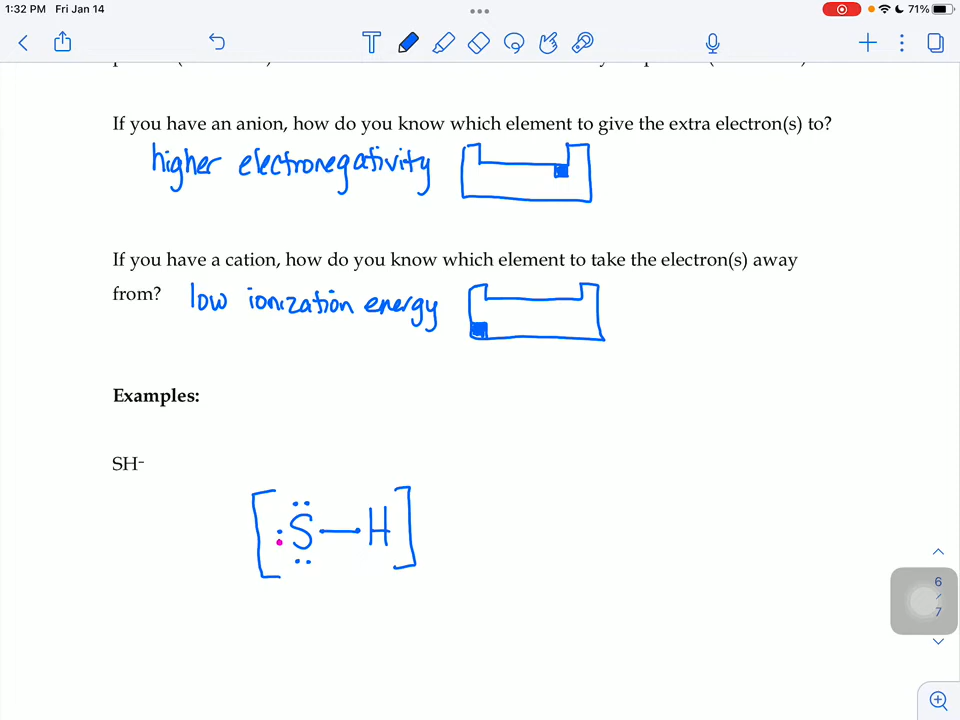 1:32 PM Fri Jan 14
71%
If you have an anion, how do you know which element to give the extra electron(s) to?
higher electronegativity
If you have a cation, how do you know which element to take the electron(s) away
from? low ionization energy
Examples:
SH-
[:S—H]
6
/
7